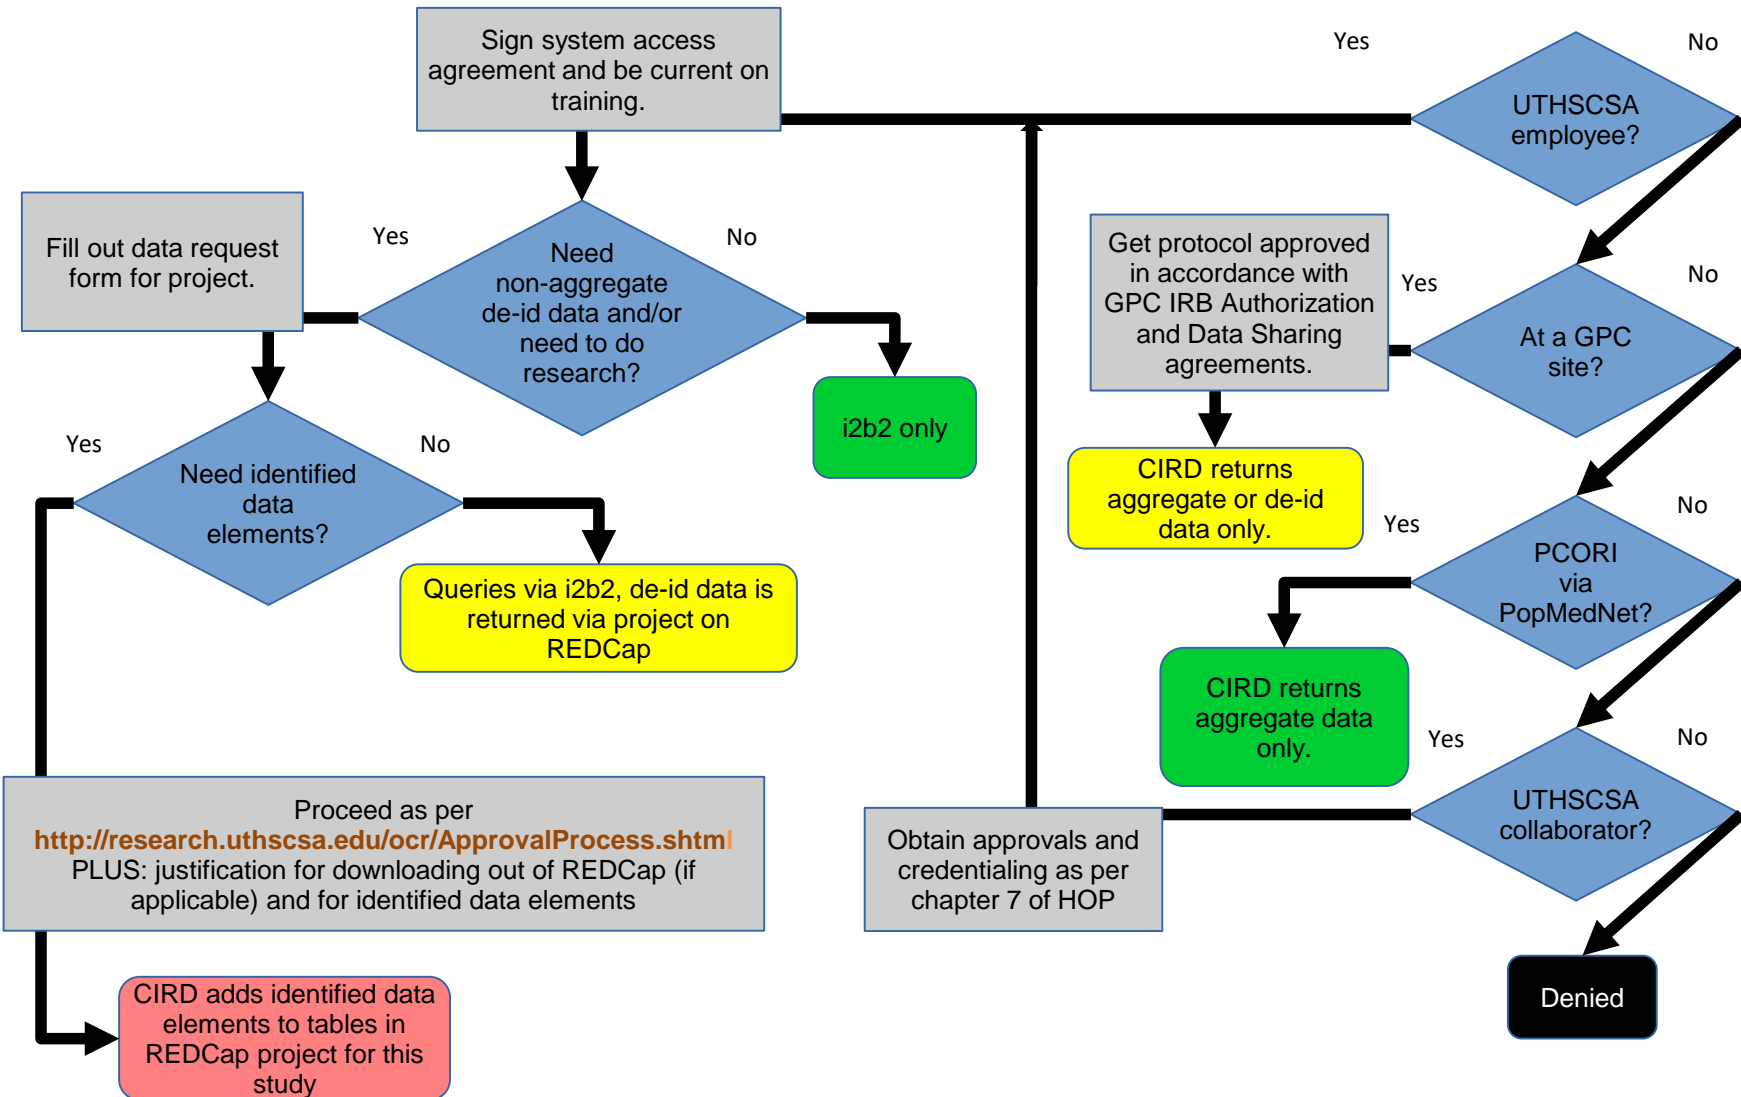 Sign system access
agreement and be current on
training.
Yes
No
UTHSCSA
employee?
Fill out data request
form for project.
Yes
No
Need
non-aggregate
de-id data and/or
need to do
research?
Get protocol approved
in accordance with
GPC IRB Authorization
and Data Sharing
agreements.
Yes
No
At a GPC
site?
i2b2 only
Yes
No
Need identified
data
elements?
CIRD returns
aggregate or de-id
data only.
Yes
No
PCORI
via
PopMedNet?
Queries via i2b2, de-id data is
returned via project on
REDCap
CIRD returns
aggregate data
only.
Yes
No
UTHSCSA
collaborator?
Proceed as per
http://research.uthscsa.edu/ocr/ApprovalProcess.shtml
PLUS: justification for downloading out of REDCap (if
applicable) and for identified data elements
Obtain approvals and
credentialing as per
chapter 7 of HOP
CIRD adds identified data
elements to tables in
REDCap project for this
study
Denied